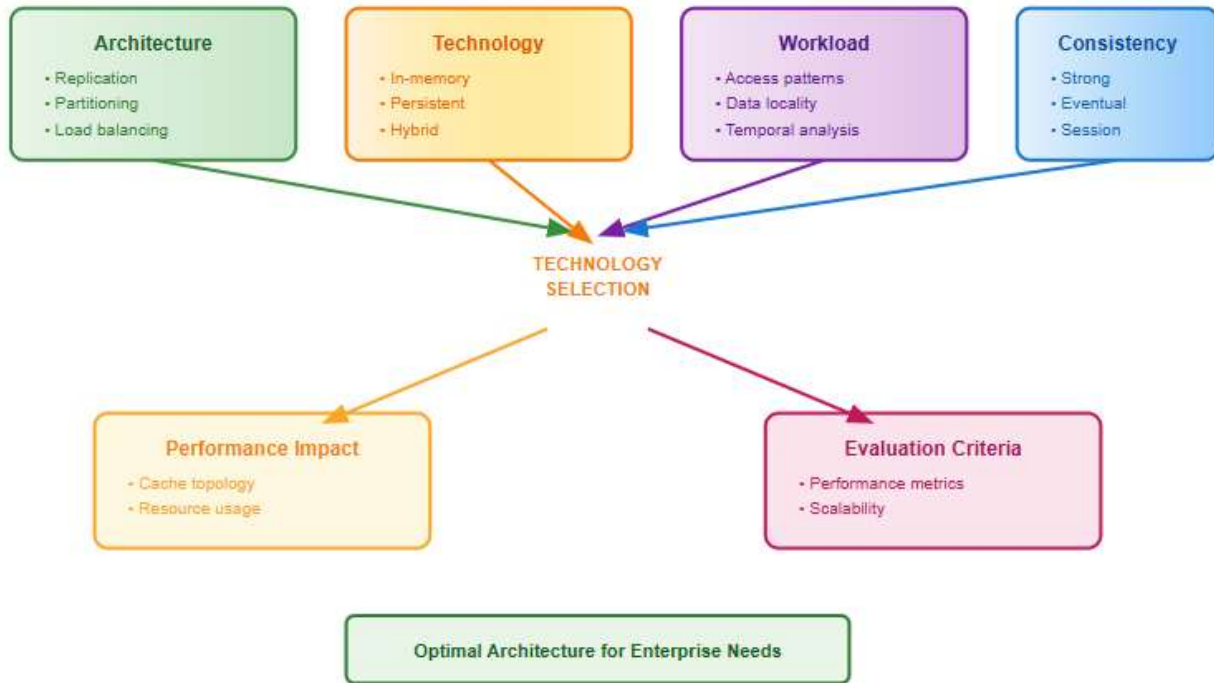 Architecture
• Replication
• Partitioning
• Load balancing
Technology
• In-memory
• Persistent
• Hybrid
Workload
• Access patterns
• Data locality
• Temporal analysis
Consistency
• Strong
• Eventual
• Session
TECHNOLOGY
SELECTION
Performance Impact
• Cache topology
• Resource usage
Evaluation Criteria
• Performance metrics
• Scalability
Optimal Architecture for Enterprise Needs